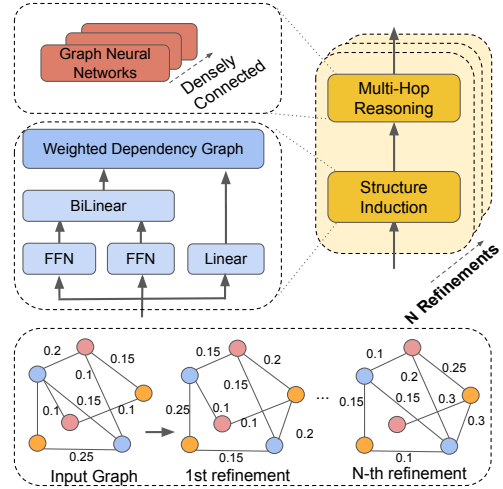 Graph Neural
Networks
Densely
Connected
Multi-Hop
Reasoning
Weighted Dependency Graph
BiLinear
FFN
FFN
Linear
Structure
Induction
N Refinements
0.2
0.15
0.1
0.15
0.1
0.1
0.25
Input Graph
0.15
0.2
0.1
0.15
0.25
0.1
0.2
0.15
1st refinement
...
0.1
0.25
0.2
0.15
0.15
0.3
0.3
0.1
N-th refinement